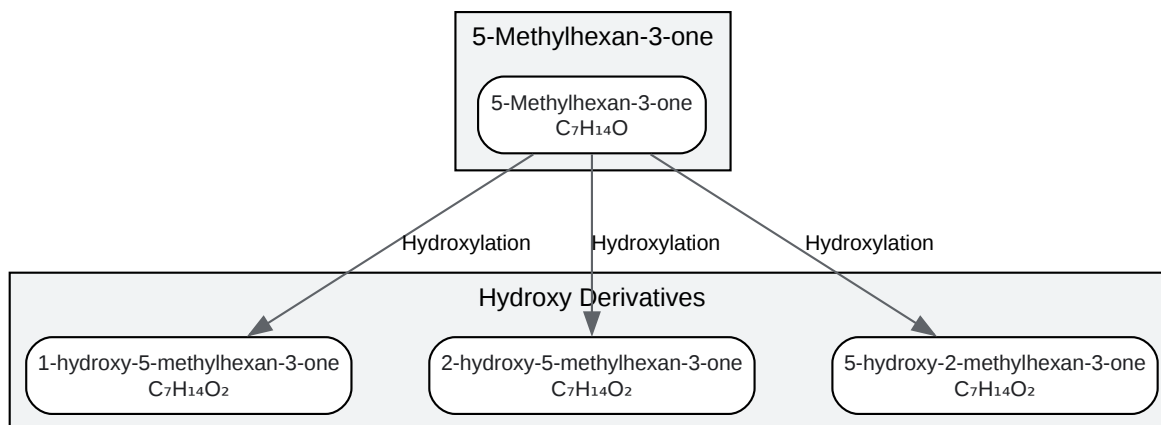 5-Methylhexan-3-one
5-Methylhexan-3-one
C₇H₁₄O
Hydroxylation
Hydroxylation
Hydroxylation
Hydroxy Derivatives
1-hydroxy-5-methylhexan-3-one
C₇H₁₄O₂
2-hydroxy-5-methylhexan-3-one
C₇H₁₄O₂
5-hydroxy-2-methylhexan-3-one
C₇H₁₄O₂